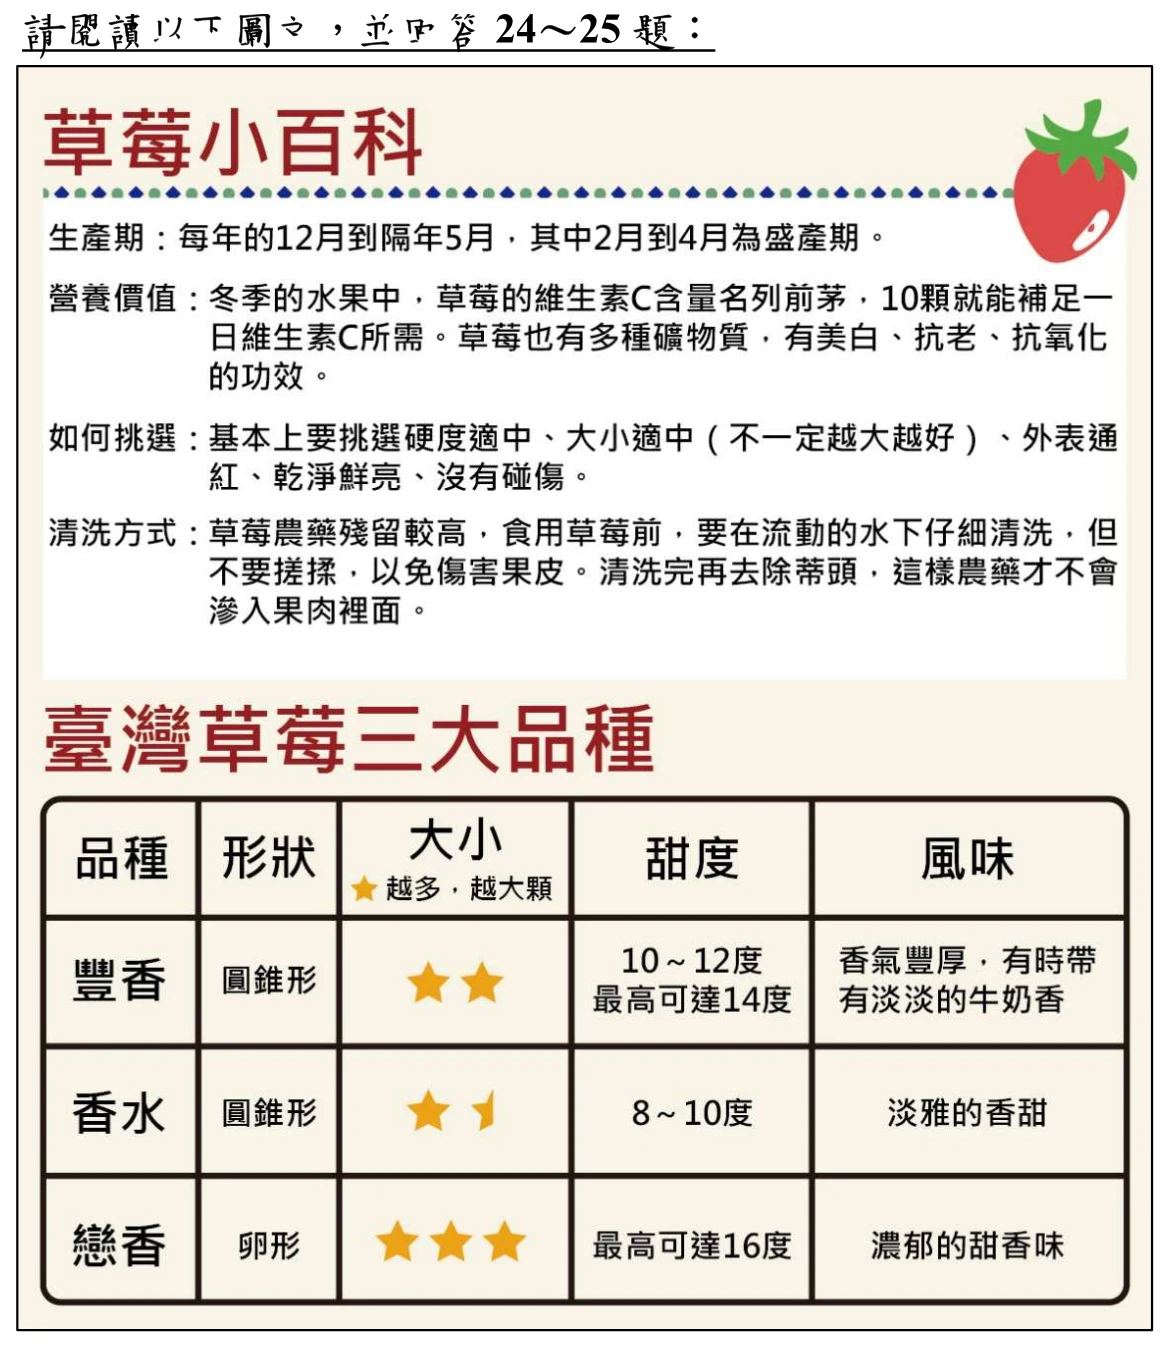 請閱讀以下圖文，並回答 24～25 題：
草莓小百科
生產期：每年的12月到隔年5月，其中2月到4月為盛產期。
營養價值：冬季的水果中，草莓的維生素C含量名列前茅，10顆就能補足一
日維生素C所需。草莓也有多種礦物質，有美白、抗老、抗氧化
的功效。
如何挑選：基本上要挑選硬度適中、大小適中（不一定越大越好）、外表通
紅、乾淨鮮亮、沒有碰傷。
清洗方式：草莓農藥殘留較高，食用草莓前，要在流動的水下仔細清洗，但
不要搓揉，以免傷害果皮。清洗完再去除蒂頭，這樣農藥才不會
滲入果肉裡面。
臺灣草莓三大品種
品種 形狀 大小 甜度 風味
★越多，越大顆
豐香 圓錐形 ★★ 10～12度 香氣豐厚，有時帶
最高可達14度 有淡淡的牛奶香
香水 圓錐形 8～10度 淡雅的香甜
戀香 卵形 ★★★ 最高可達16度 濃郁的甜香味